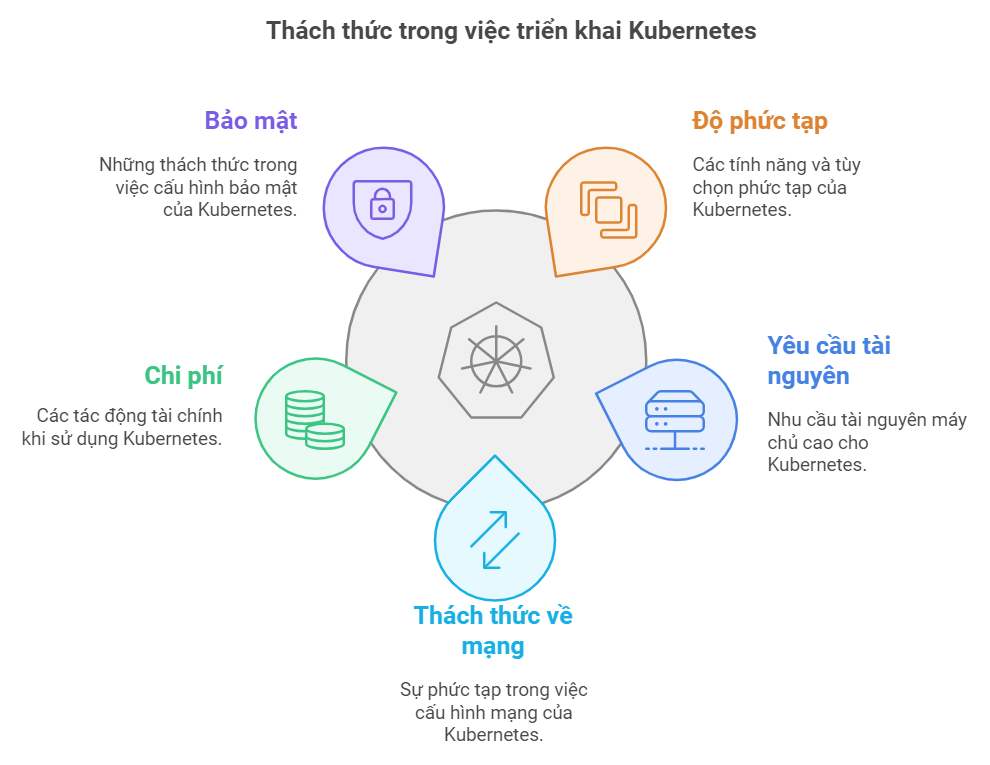 Thách thức trong việc triển khai Kubernetes
Bảo mật
Những thách thức trong
việc cấu hình bảo mật
của Kubernetes.
Độ phức tạp
Các tính năng và tùy
chọn phức tạp của
Kubernetes.
Chi phí
Các tác động tài chính
khi sử dụng Kubernetes.
Yêu cầu tài
nguyên
Nhu cầu tài nguyên máy
chủ cao cho
Kubernetes.
Thách thức về
mạng
Sự phức tạp trong việc
cấu hình mạng của
Kubernetes.